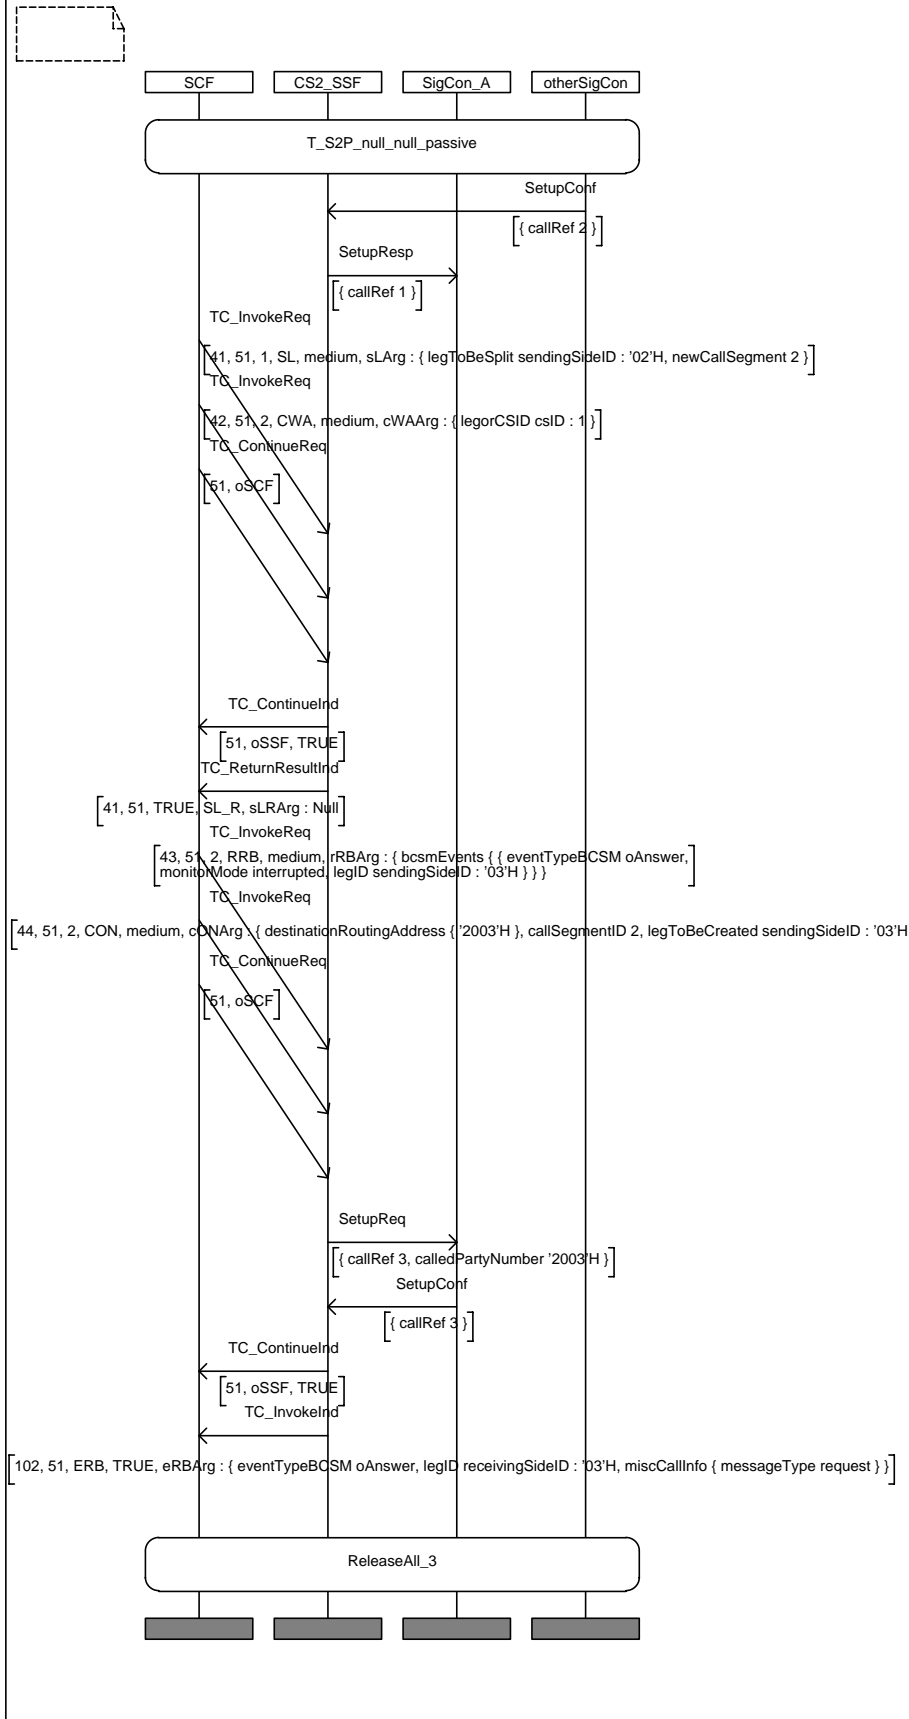 SCF CS2_SSF SigCon_A otherSigCon
T_S2P_null_null_passive
SetupConf
{ callRef 2 }
SetupResp
{ callRef 1 }
TC_InvokeReq
41, 51, 1, SL, medium, sLArg : { legToBeSplit sendingSideID : '02'H, newCallSegment 2 }
TC_InvokeReq
42, 51, 2, CWA, medium, cWAArg : { legorCSID csID : 1 }
TC_ContinueReq
51, oSCF
TC_ContinueInd
51, oSSF, TRUE
TC_ReturnResultInd
41, 51, TRUE, SL_R, sLRArg : Null
TC_InvokeReq
43, 51, 2, RRB, medium, rRBArg : { bcsmEvents { { eventTypeBCSM oAnswer,
monitorMode interrupted, legID sendingSideID : '03'H } } }
TC_InvokeReq
44, 51, 2, CON, medium, cONArg : { destinationRoutingAddress { '2003'H }, callSegmentID 2, legToBeCreated sendingSideID : '03'H
TC_ContinueReq
51, oSCF
SetupReq
{ callRef 3, calledPartyNumber '2003'H }
SetupConf
{ callRef 3 }
TC_ContinueInd
51, oSSF, TRUE
TC_InvokeInd
102, 51, ERB, TRUE, eRBArg : { eventTypeBCSM oAnswer, legID receivingSideID : '03'H, miscCallInfo { messageType request } }
ReleaseAll_3